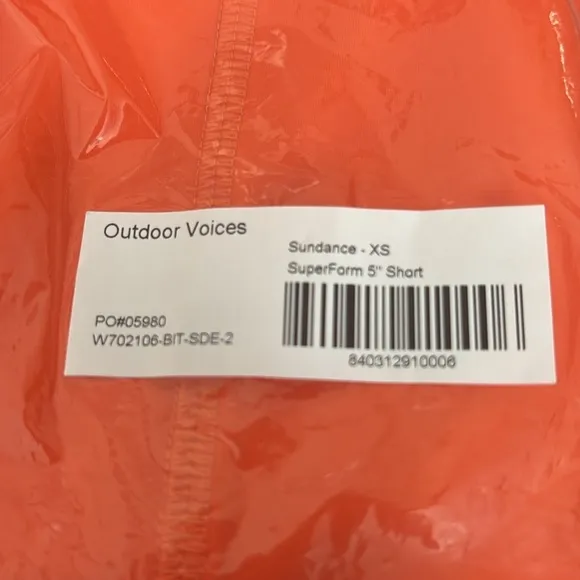 Outdoor Voices
Sundance - XS
SuperForm 5" Short
PO#05980
W702106-BIT-SDE-2
840312910006